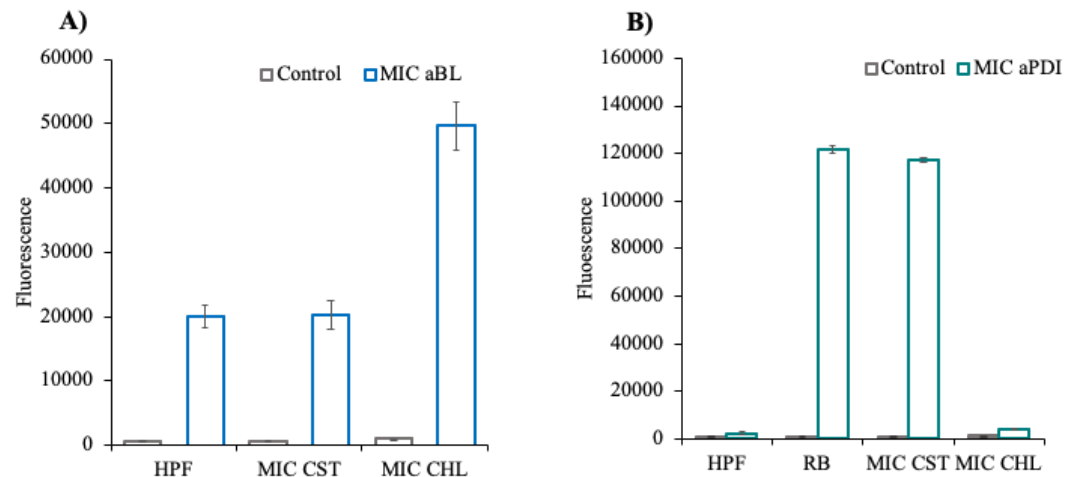 A)
60000
50000
40000
30000
20000
10000
0
Fluorescence
Control MIC aBL
HPF MIC CST MIC CHL
B)
160000
140000
120000
100000
80000
60000
40000
20000
0
Fluoescence
Control MIC aPDI
HPF RB MIC CST MIC CHL